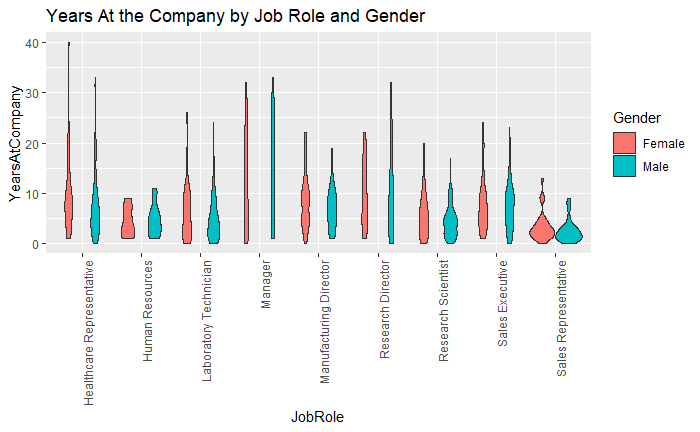 Years At the Company by Job Role and Gender
YearsAtCompany
40
30
20
10
0
Healthcare Representative
Human Resources
Laboratory Technician
Manager
Manufacturing Director
Research Director
Research Scientist
Sales Executive
Sales Representative
JobRole
Gender
Female
Male